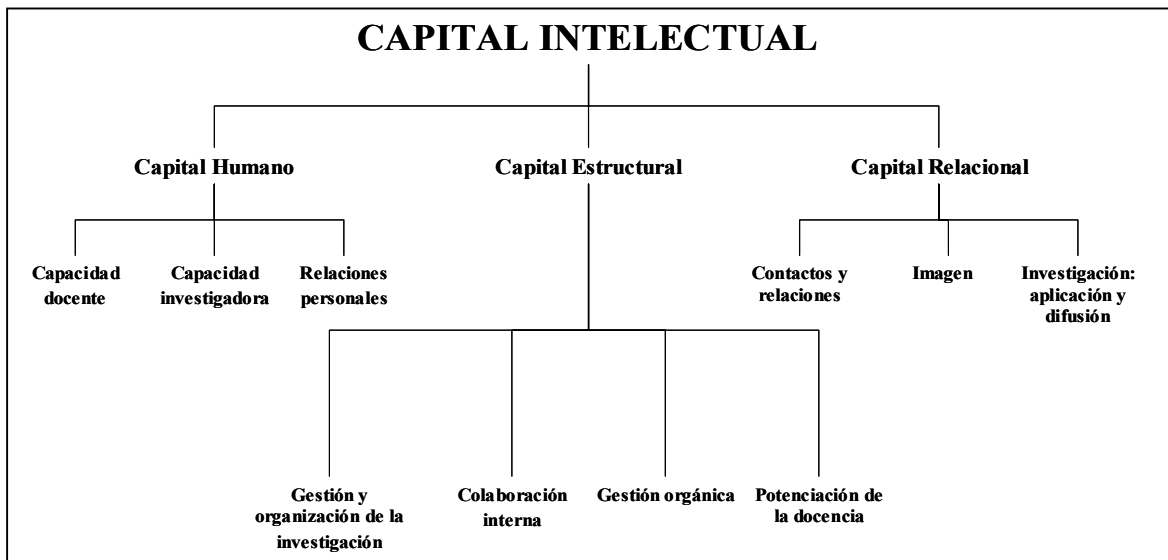 CAPITAL INTELECTUAL
Capital Humano
Capital Estructural
Capital Relacional
Capacidad
docente
Capacidad
investigadora
Relaciones
personales
Contactos y
relaciones
Imagen
Investigación:
aplicación y
difusión
Gestión y
organización de la
investigación
Colaboración
interna
Gestión orgánica
Potenciación de
la docencia